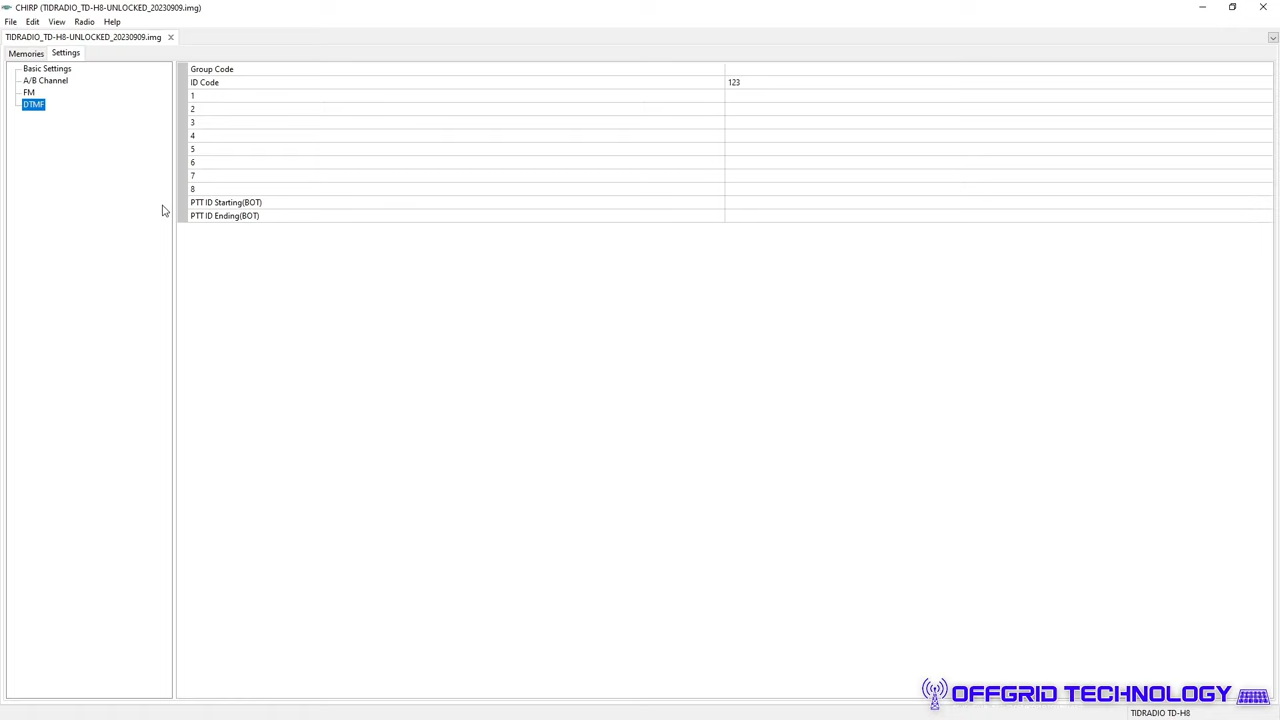 CHIRP (TIDRADIO_TD-H8-UNLOCKED_20230909.img)
File Edit View Radio Help
TIDRADIO_TD-H8-UNLOCKED_20230909.img
Memories Settings
Basic Settings
A/B Channel
FM
DTMF
Group Code
ID Code 123
1
2
3
4
5
6
7
8
PTT ID Starting(BOT)
PTT ID Ending(BOT)
OFFGRID TECHNOLOGY
TIDRADIO TD-H8